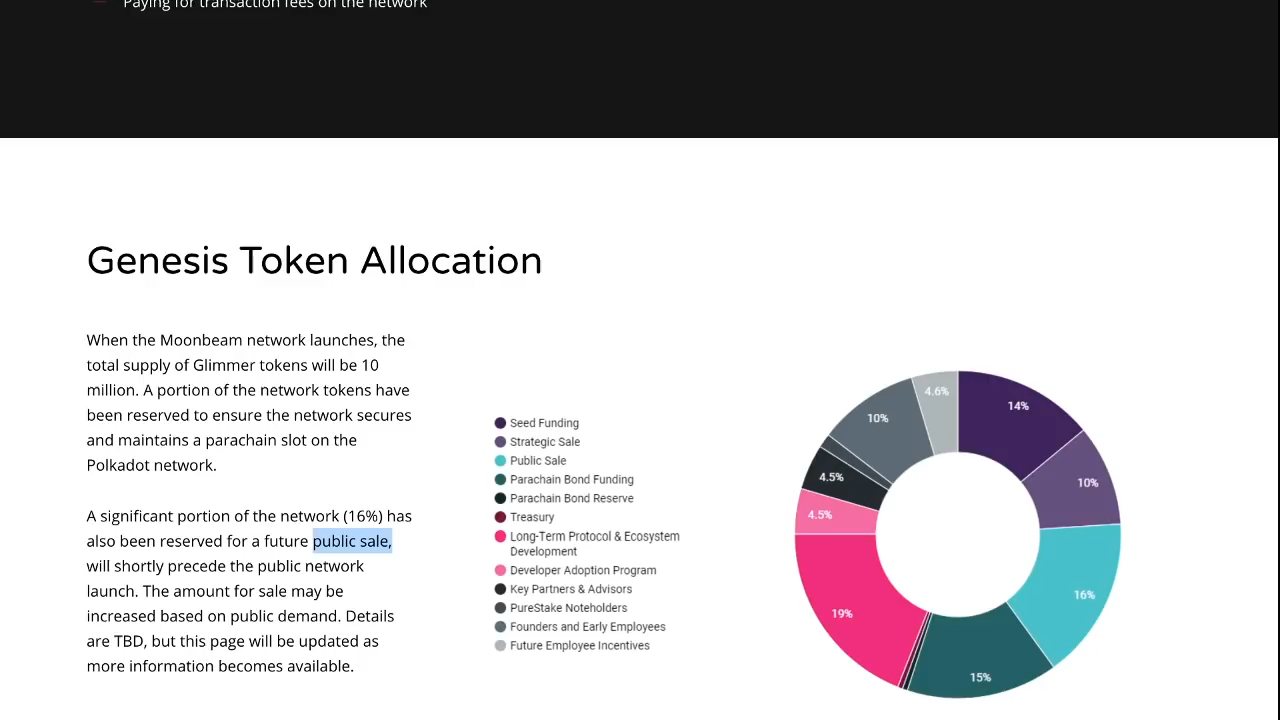 Paying for transaction fees on the network
Genesis Token Allocation
When the Moonbeam network launches, the
total supply of Glimmer tokens will be 10
million. A portion of the network tokens have
been reserved to ensure the network secures
and maintains a parachain slot on the
Polkadot network.
A significant portion of the network (16%) has
also been reserved for a future public sale,
will shortly precede the public network
launch. The amount for sale may be
increased based on public demand. Details
are TBD, but this page will be updated as
more information becomes available.
Seed Funding
Strategic Sale
Public Sale
Parachain Bond Funding
Parachain Bond Reserve
Treasury
Long-Term Protocol & Ecosystem
Development
Developer Adoption Program
Key Partners & Advisors
PureStake Noteholders
Founders and Early Employees
Future Employee Incentives
14%
10%
16%
15%
19%
4.5%
4.5%
10%
4.6%